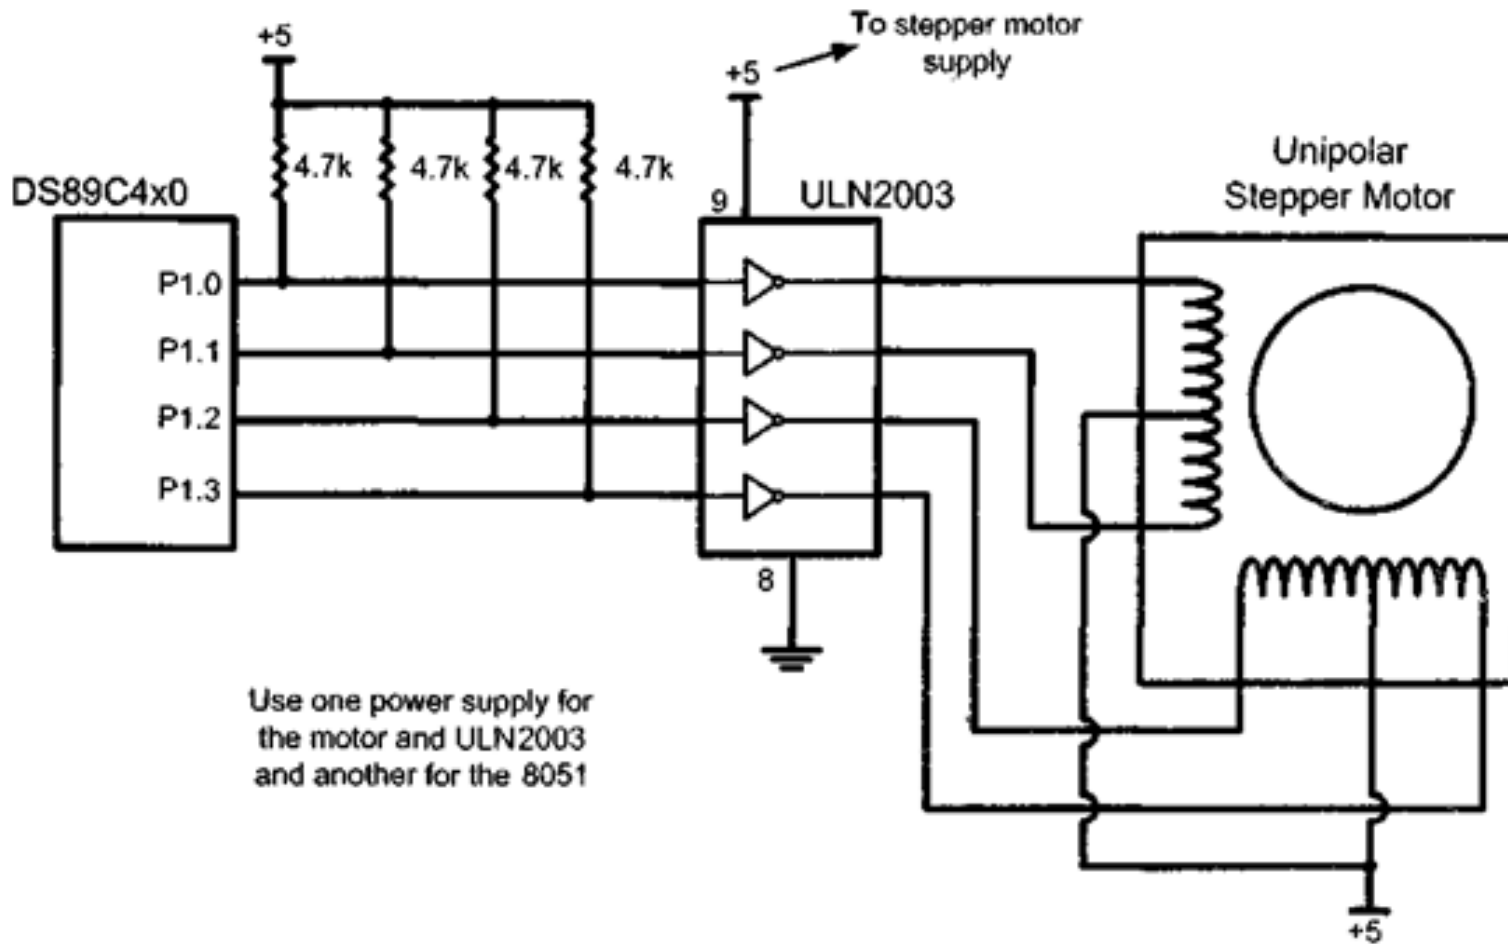 +5
To stepper motor
supply
+5
4.7k
4.7k
4.7k
4.7k
Unipolar
Stepper Motor
DS89C4x0
9
ULN2003
P1.0
P1.1
P1.2
P1.3
8
Use one power supply for
the motor and ULN2003
and another for the 8051
+5